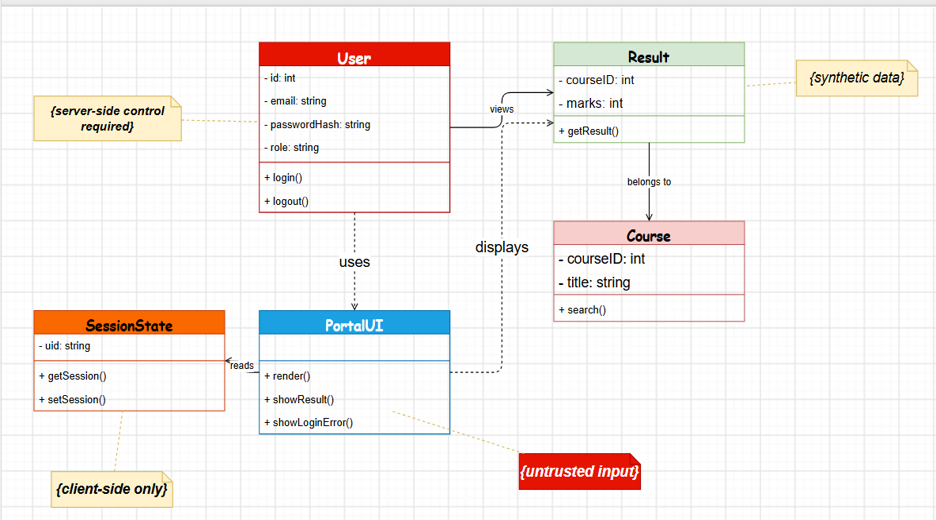 User
- id: int
- email: string
- passwordHash: string
- role: string
+ login()
+ logout()
{server-side control
required}
views
Result
- courseID: int
- marks: int
+ getResult()
{synthetic data}
belongs to
Course
- courseID: int
- title: string
+ search()
displays
uses
SessionState
- uid: string
+ getSession()
+ setSession()
reads
PortalUI
+ render()
+ showResult()
+ showLoginError()
{client-side only}
{untrusted input}